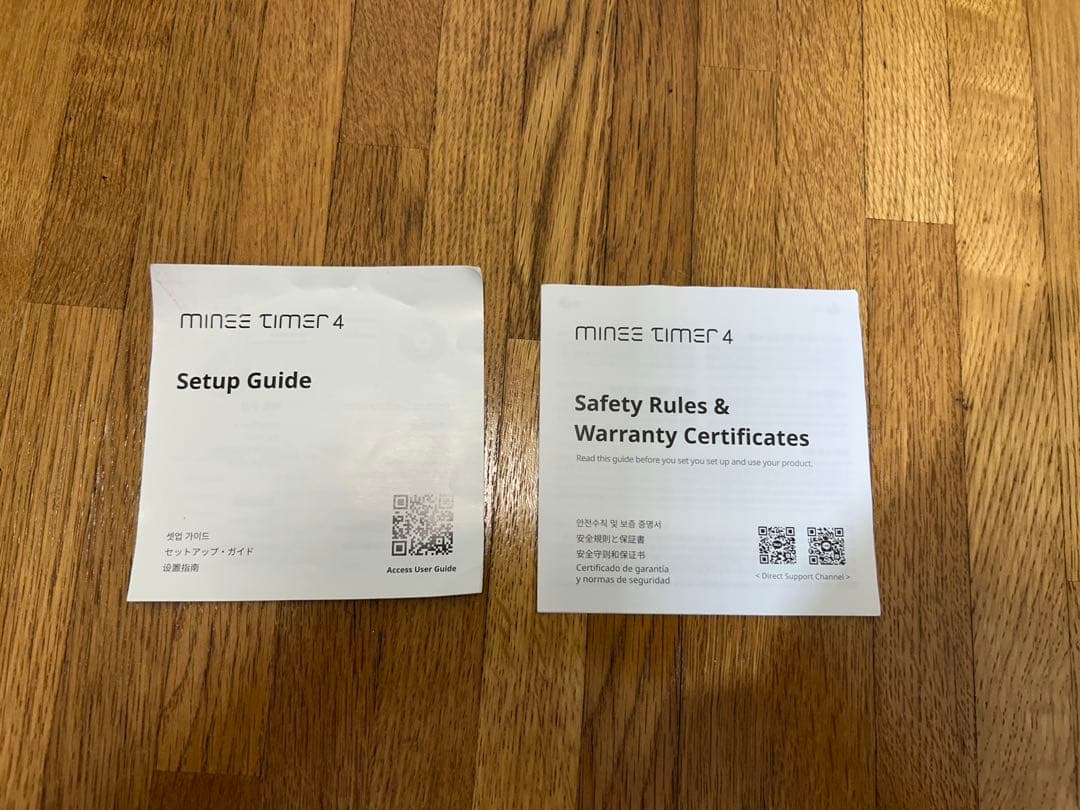 MINEE TIMER 4
Setup Guide
셋업 가이드
セットアップ・ガイド
设置指南
Access User Guide
MINEE TIMER 4
Safety Rules &
Warranty Certificates
Read this guide before you set you set up and use your product.
안전수칙 및 보증 증명서
安全規則と保証書
安全守则和保证书
Certificado de garantía
y normas de seguridad
< Direct Support Channel >